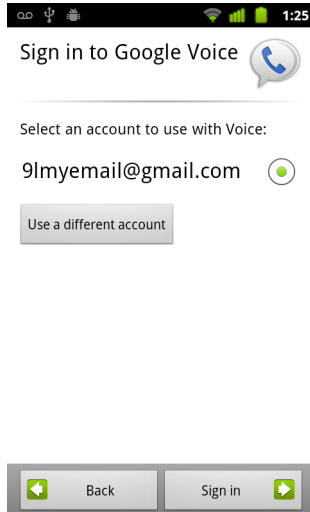 1:25
Sign in to Google Voice
Select an account to use with Voice:
9lmyemail@gmail.com
Use a different account
Back
Sign in